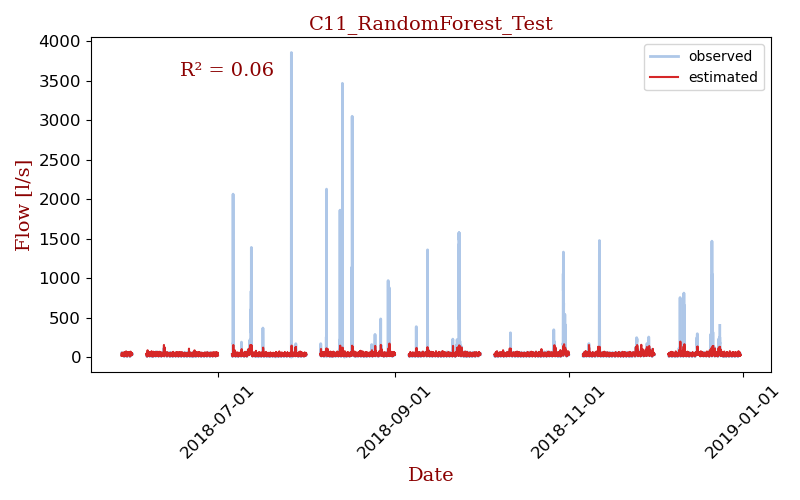 C11_RandomForest_Test
R² = 0.06
observed
estimated
Flow [l/s]
4000
3500
3000
2500
2000
1500
1000
500
0
2018-07-01
2018-09-01
2018-11-01
2019-01-01
Date